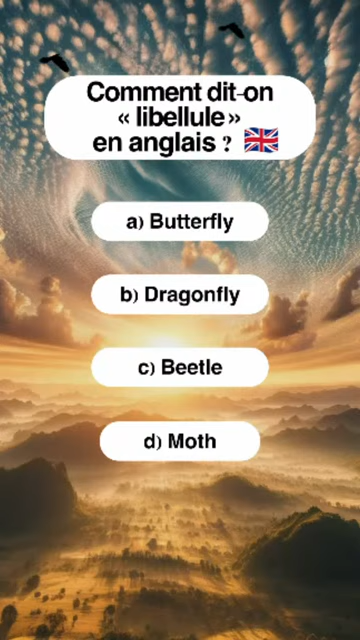 Comment dit-on
« libellule »
en anglais ? 🇬🇧
a) Butterfly
b) Dragonfly
c) Beetle
d) Moth